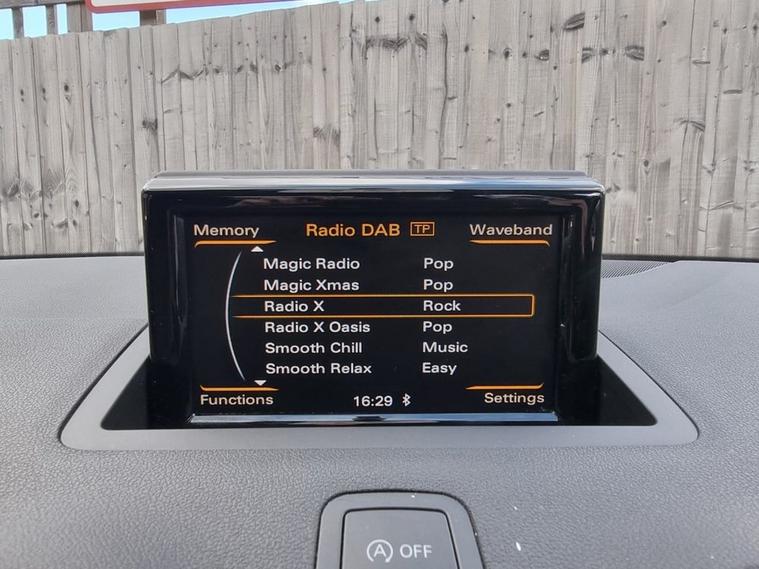 Memory Radio DAB TP Waveband
Magic Radio Pop
Magic Xmas Pop
Radio X Rock
Radio X Oasis Pop
Smooth Chill Music
Smooth Relax Easy
Functions 16:29 Settings
A OFF